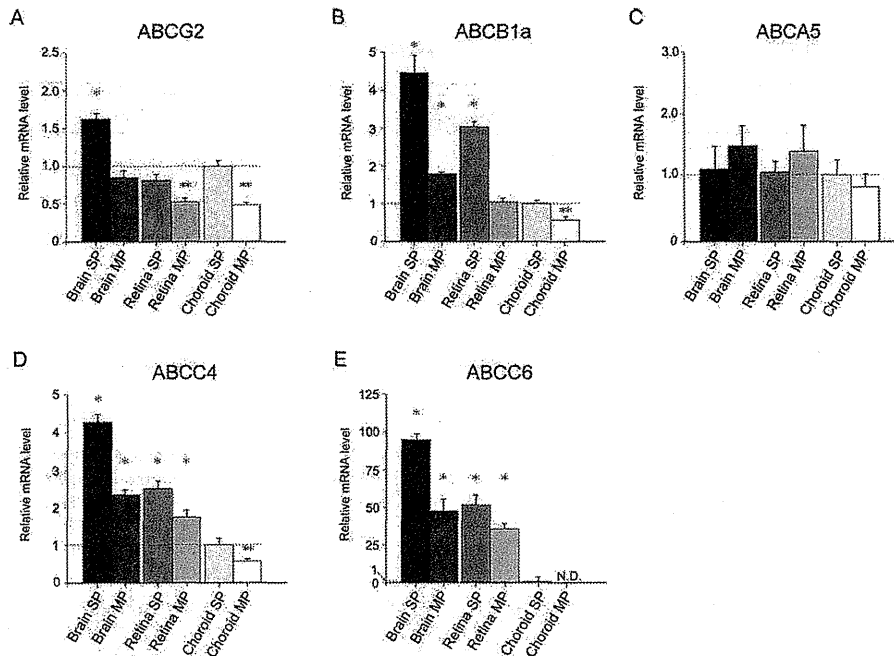 A
ABCG2
Relative mRNA level
2.5
2.0
1.5
1.0
0.5
0
*
**
**
Brain SP
Brain MP
Retina SP
Retina MP
Choroid SP
Choroid MP
B
ABCB1a
Relative mRNA level
5
4
3
2
1
0
*
*
*
**
Brain SP
Brain MP
Retina SP
Retina MP
Choroid SP
Choroid MP
C
ABCA5
Relative mRNA level
3.0
2.0
1.0
0
Brain SP
Brain MP
Retina SP
Retina MP
Choroid SP
Choroid MP
D
ABCC4
Relative mRNA level
5
4
3
2
1
0
*
*
*
*
**
Brain SP
Brain MP
Retina SP
Retina MP
Choroid SP
Choroid MP
E
ABCC6
Relative mRNA level
125
100
75
50
25
1
0
*
*
*
*
N.D.
Brain SP
Brain MP
Retina SP
Retina MP
Choroid SP
Choroid MP